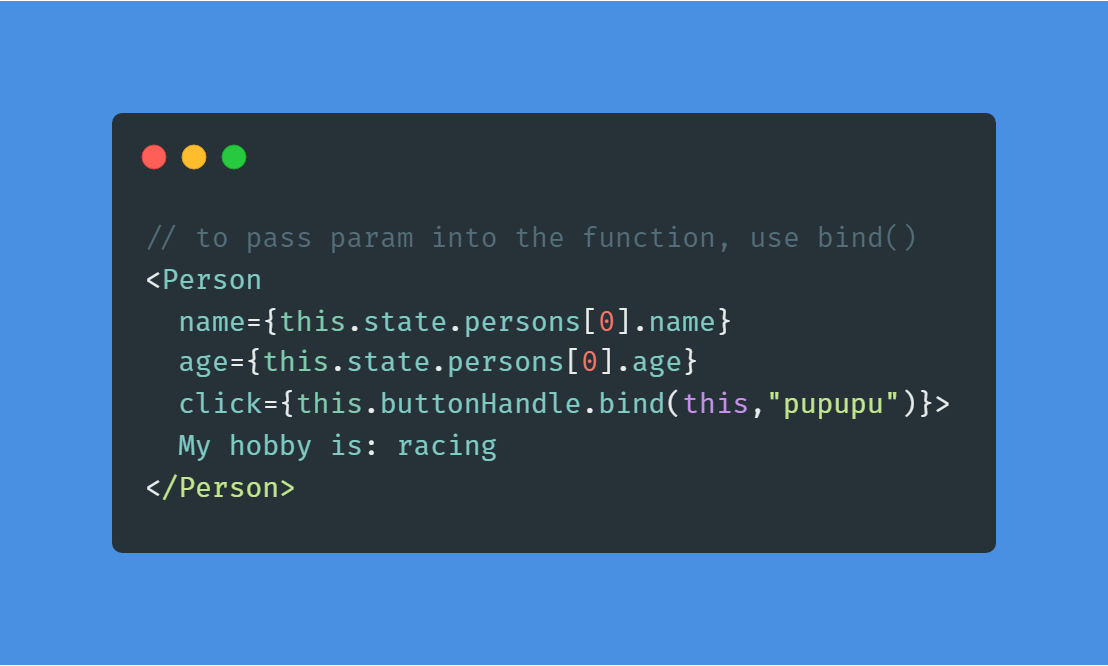 // to pass param into the function, use bind()
<Person
  name={this.state.persons[0].name}
  age={this.state.persons[0].age}
  click={this.buttonHandle.bind(this,"pupupu")}>
  My hobby is: racing
</Person>